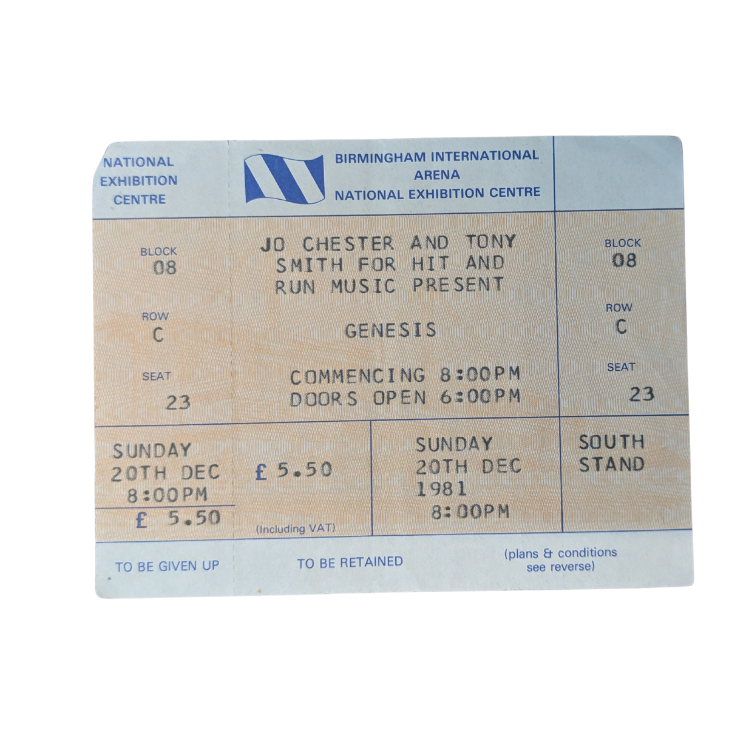 NATIONAL
EXHIBITION
CENTRE
BLOCK
08
ROW
C
SEAT
23
SUNDAY
20TH DEC
8:00PM
£ 5.50
TO BE GIVEN UP
BIRMINGHAM INTERNATIONAL
ARENA
NATIONAL EXHIBITION CENTRE
JO CHESTER AND TONY
SMITH FOR HIT AND
RUN MUSIC PRESENT
GENESIS
COMMENCING 8:00PM
DOORS OPEN 6:00PM
£ 5.50
(Including VAT)
SUNDAY
20TH DEC
1981
8:00PM
TO BE RETAINED
BLOCK
08
ROW
C
SEAT
23
SOUTH
STAND
(plans & conditions
see reverse)